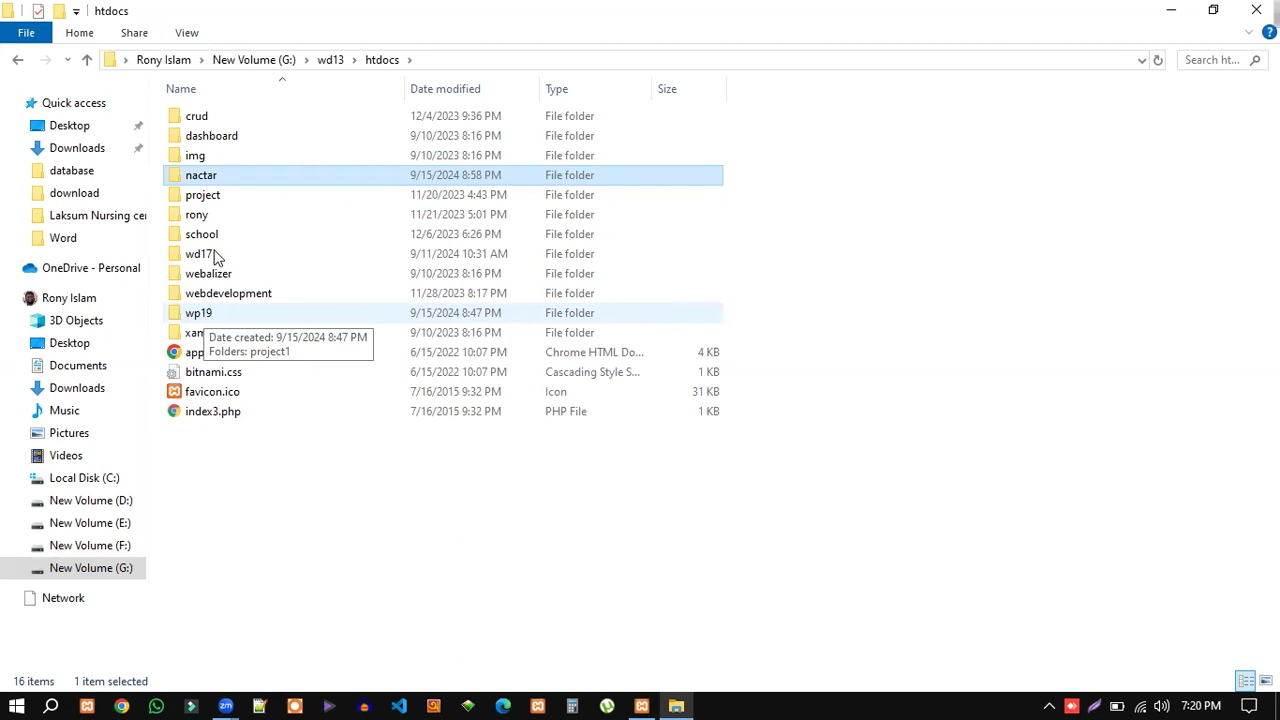 htdocs
File Home Share View
Rony Islam New Volume (G:) wd13 htdocs Search ht...
Name Date modified Type Size
Quick access
Desktop
Downloads
database
download
Laksum Nursing cer
Word
OneDrive - Personal
Rony Islam
3D Objects
Desktop
Documents
Downloads
Music
Pictures
Videos
Local Disk (C:)
New Volume (D:)
New Volume (E:)
New Volume (F:)
New Volume (G:)
Network
crud 12/4/2023 9:36 PM File folder
dashboard 9/10/2023 8:16 PM File folder
img 9/10/2023 8:16 PM File folder
nactar 9/15/2024 8:58 PM File folder
project 11/20/2023 4:43 PM File folder
rony 11/21/2023 5:01 PM File folder
school 12/6/2023 6:26 PM File folder
wd17 9/11/2024 10:31 AM File folder
webalizer 9/10/2023 8:16 PM File folder
webdevelopment 11/28/2023 8:17 PM File folder
wp19 9/15/2024 8:47 PM File folder
xam 9/10/2023 8:16 PM File folder
app 6/15/2022 10:07 PM Chrome HTML Do... 4 KB
bitnami.css 6/15/2022 10:07 PM Cascading Style S... 1 KB
favicon.ico 7/16/2015 9:32 PM Icon 31 KB
index3.php 7/16/2015 9:32 PM PHP File 1 KB
Date created: 9/15/2024 8:47 PM
Folders: project1
16 items 1 item selected
zm 7:20 PM